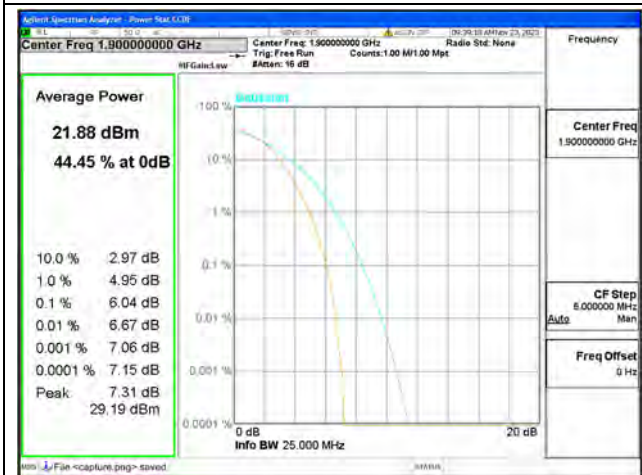 Agilent Spectrum Analyzer - Power Stat CCDF
Center Freq 1.900000000 GHz
Center Freq: 1.900000000 GHz
Radio Std: None
Trig: Free Run
Counts:1.00 M/1.00 Mpt
#IFGain:Low
#Atten: 16 dB
Frequency
Average Power
21.88 dBm
44.45 % at 0dB
10.0 % 2.97 dB
1.0 % 4.95 dB
0.1 % 6.04 dB
0.01 % 6.67 dB
0.001 % 7.06 dB
0.0001 % 7.15 dB
Peak 7.31 dB
29.19 dBm
100 %
Gaussian
10 %
1 %
0.1 %
0.01 %
0.001 %
0.0001 %
0 dB
20 dB
Info BW 25.000 MHz
Center Freq
1.900000000 GHz
CF Step
Auto
Man
Freq Offset
0 Hz
MSG
File <capture.png> saved
STATUS